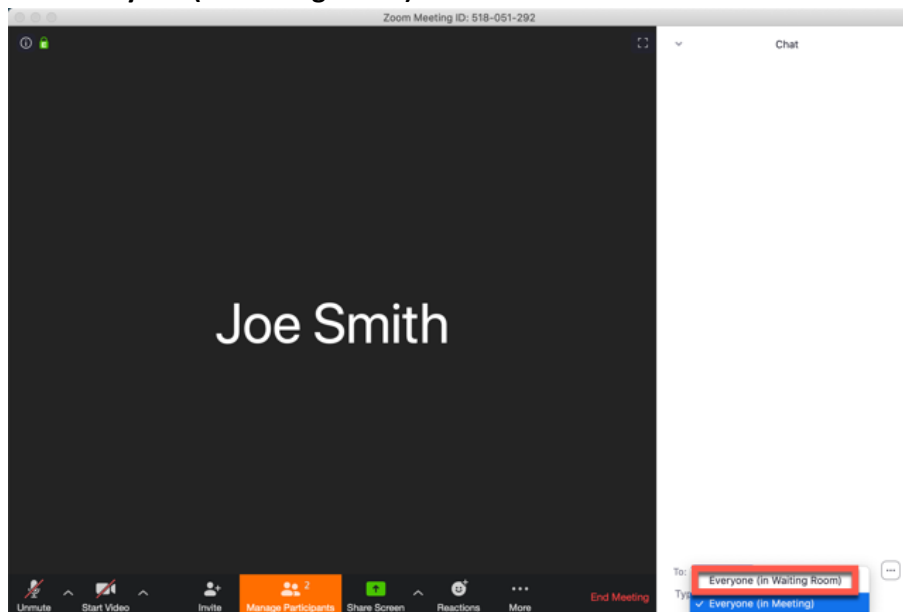 Zoom Meeting ID: 518-051-292
Chat
Joe Smith
To:
Everyone (in Waiting Room)
Everyone (in Meeting)
2
Unmute
Start Video
Invite
Manage Participants
Share Screen
Reactions
More
End Meeting